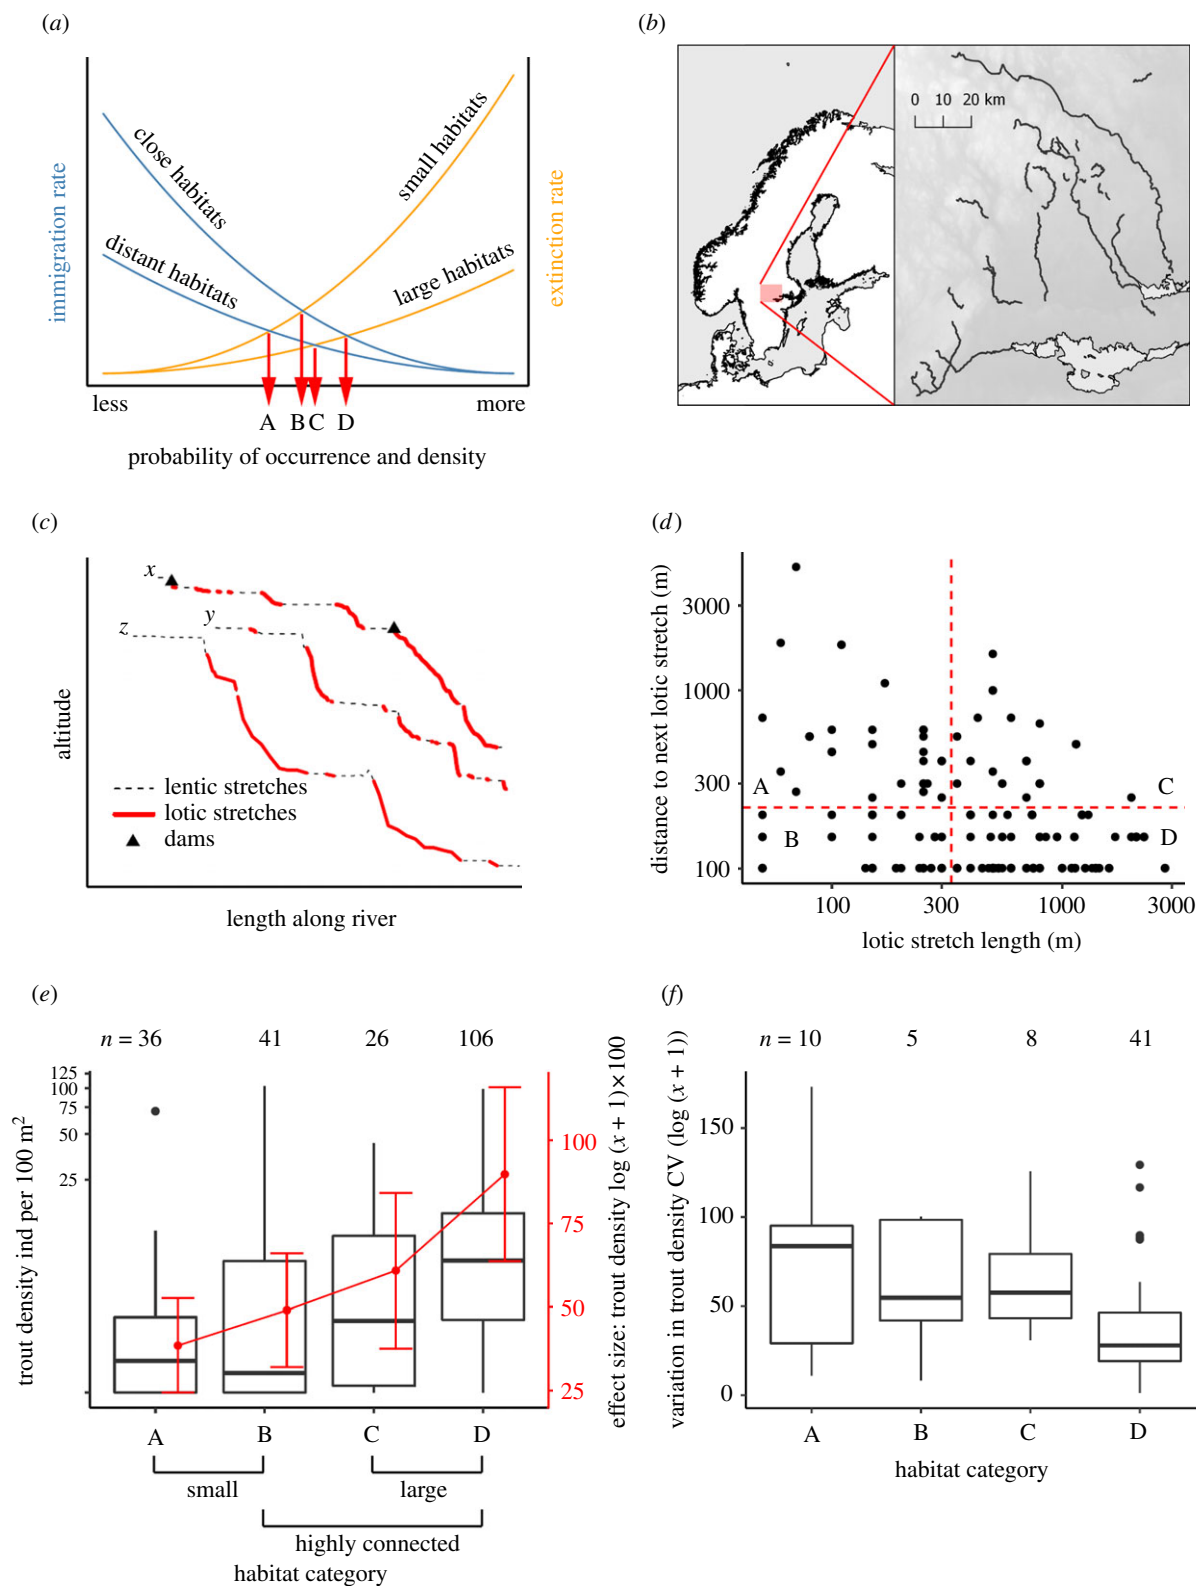 (a)
immigration rate
close habitats
distant habitats
small habitats
large habitats
extinction rate
less
more
A B C D
probability of occurrence and density
(b)
0 10 20 km
(c)
altitude
x
y
z
lentic stretches
lotic stretches
dams
length along river
(d)
distance to next lotic stretch (m)
3000
1000
300
100
A
B
C
D
100 300 1000 3000
lotic stretch length (m)
(e)
n = 36 41 26 106
trout density ind per 100 m²
125
100
75
50
25
100
75
50
25
effect size: trout density log (x + 1) × 100
A B C D
small large
highly connected
habitat category
(f)
n = 10 5 8 41
variation in trout density CV (log (x + 1))
150
100
50
0
A B C D
habitat category